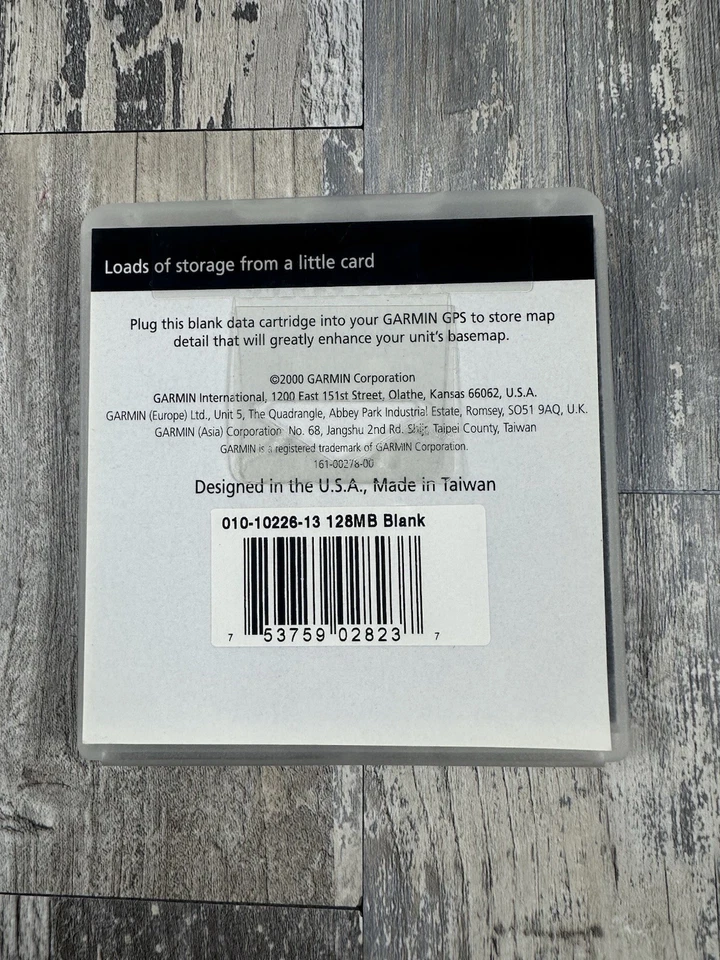 Loads of storage from a little card
Plug this blank data cartridge into your GARMIN GPS to store map
detail that will greatly enhance your unit's basemap.
©2000 GARMIN Corporation
GARMIN International, 1200 East 151st Street, Olathe, Kansas 66062, U.S.A.
GARMIN (Europe) Ltd., Unit 5, The Quadrangle, Abbey Park Industrial Estate, Romsey, SO51 9AQ, U.K.
GARMIN (Asia) Corporation No. 68, Jangshu 2nd Rd. Shijr, Taipei County, Taiwan
GARMIN is a registered trademark of GARMIN Corporation.
161-00278-00
Designed in the U.S.A., Made in Taiwan
010-10226-13 128MB Blank
7 53759 02823 7